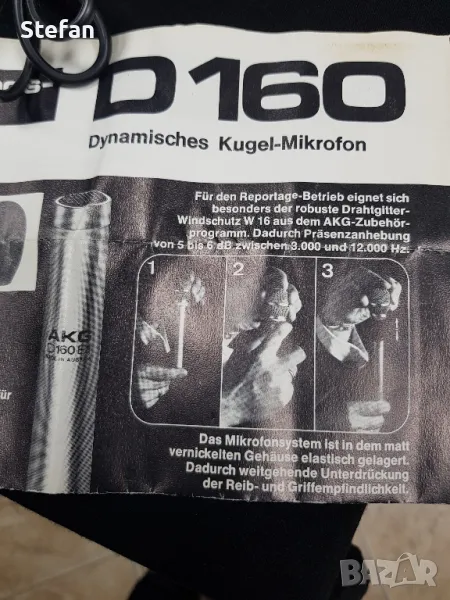 Stefan
D 160
Dynamisches Kugel-Mikrofon
Für den Reportage-Betrieb eignet sich
besonders der robuste Drahtgitter-
Windschutz W 16 aus dem AKG-Zubehör-
programm. Dadurch Präsenzanhebung
von 5 bis 6 dB zwischen 3.000 und 12.000 Hz.
1 2 3
AKG
D160E
für
Das Mikrofonsystem ist in dem matt
vernickelten Gehäuse elastisch gelagert.
Dadurch weitgehende Unterdrückung
der Reib- und Griffempfindlichkeit.
BAZAR